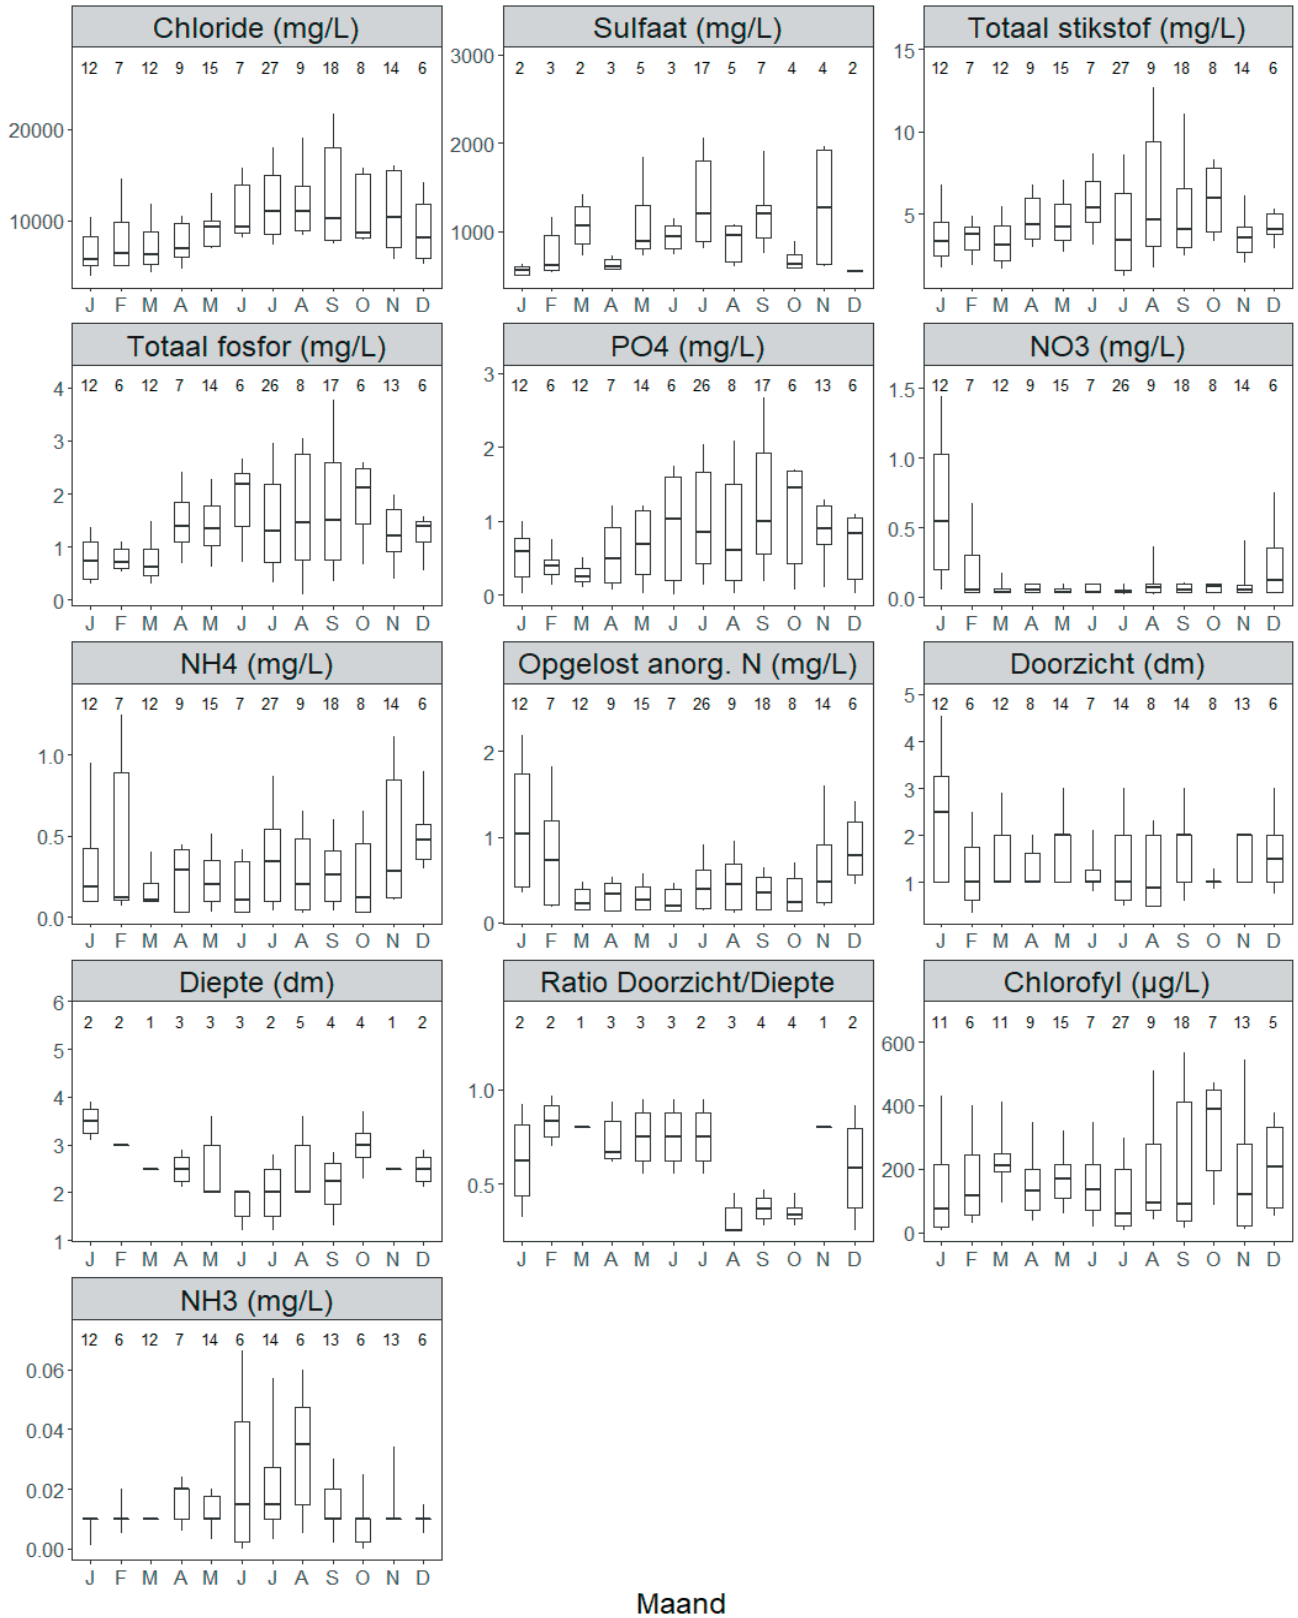 Chloride (mg/L)
12 7 12 9 15 7 27 9 18 8 14 6
20000
10000
J F M A M J J A S O N D
Sulfaat (mg/L)
2 3 2 3 5 3 17 5 7 4 4 2
3000
2000
1000
J F M A M J J A S O N D
Totaal stikstof (mg/L)
12 7 12 9 15 7 27 9 18 8 14 6
15
10
5
J F M A M J J A S O N D
Totaal fosfor (mg/L)
12 6 12 7 14 6 26 8 17 6 13 6
4
3
2
1
0
J F M A M J J A S O N D
PO4 (mg/L)
12 6 12 7 14 6 26 8 17 6 13 6
3
2
1
0
J F M A M J J A S O N D
NO3 (mg/L)
12 7 12 9 15 7 26 9 18 8 14 6
1.5
1.0
0.5
0.0
J F M A M J J A S O N D
NH4 (mg/L)
12 7 12 9 15 7 27 9 18 8 14 6
1.0
0.5
0.0
J F M A M J J A S O N D
Opgelost anorg. N (mg/L)
12 7 12 9 15 7 26 9 18 8 14 6
2
1
0
J F M A M J J A S O N D
Doorzicht (dm)
12 6 12 8 14 7 14 8 14 8 13 6
5
4
3
2
1
J F M A M J J A S O N D
Diepte (dm)
2 2 1 3 3 3 2 5 4 4 1 2
6
5
4
3
2
1
J F M A M J J A S O N D
Ratio Doorzicht/Diepte
2 2 1 3 3 3 2 3 4 4 1 2
1.0
0.5
J F M A M J J A S O N D
Chlorofyl (µg/L)
11 6 11 9 15 7 27 9 18 7 13 5
600
400
200
0
J F M A M J J A S O N D
NH3 (mg/L)
12 6 12 7 14 6 14 6 13 6 13 6
0.06
0.04
0.02
0.00
J F M A M J J A S O N D
Maand